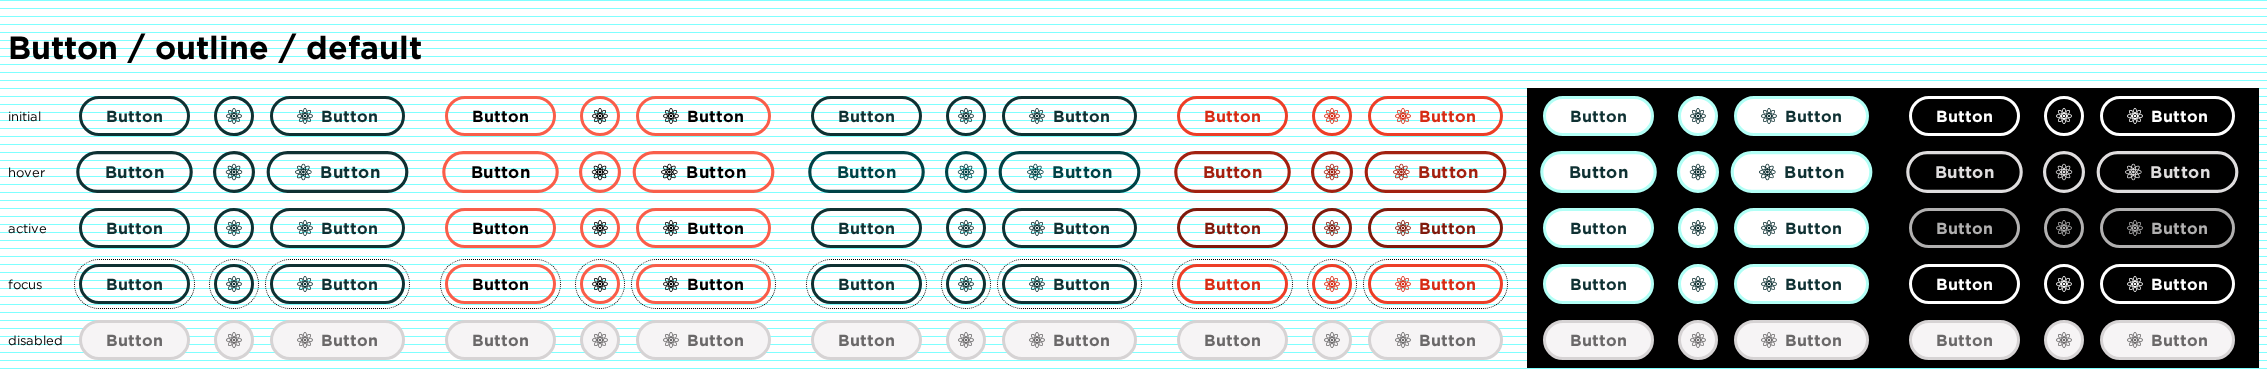 Button / outline / default
initial Button Button Button Button Button Button Button Button Button Button Button Button
hover Button Button Button Button Button Button Button Button Button Button Button Button
active Button Button Button Button Button Button Button Button Button Button Button Button
focus Button Button Button Button Button Button Button Button Button Button Button Button
disabled Button Button Button Button Button Button Button Button Button Button Button Button